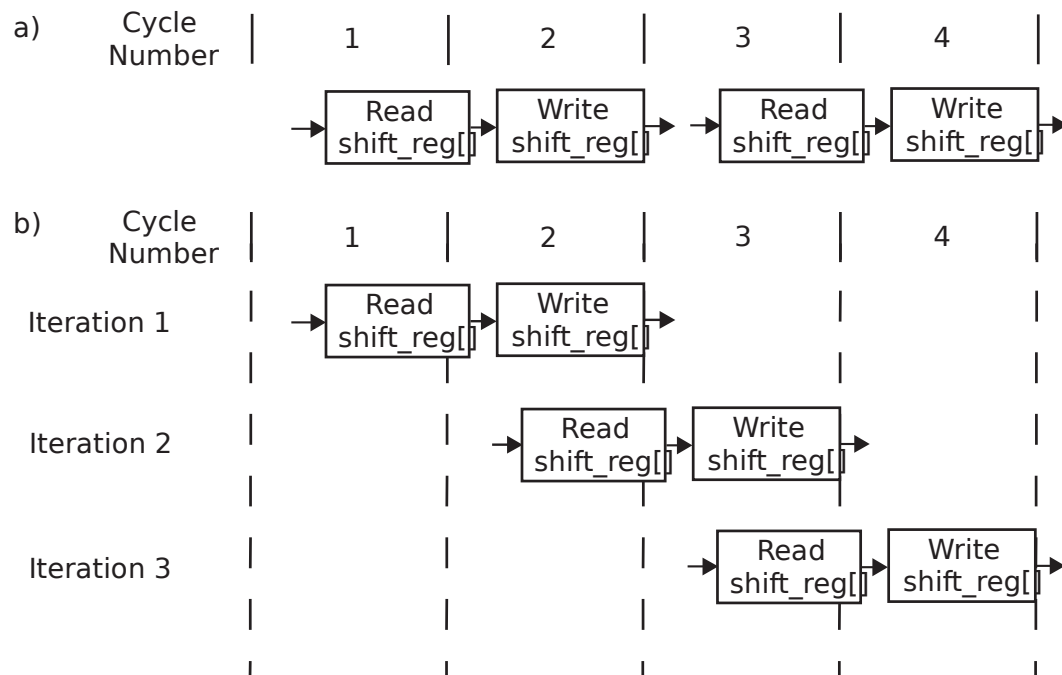 a) Cycle
Number 1 2 3 4
Read Write Read Write
shift_reg[] shift_reg[] shift_reg[] shift_reg[]
b) Cycle
Number 1 2 3 4
Iteration 1
Read Write
shift_reg[] shift_reg[]
Iteration 2
Read Write
shift_reg[] shift_reg[]
Iteration 3
Read Write
shift_reg[] shift_reg[]